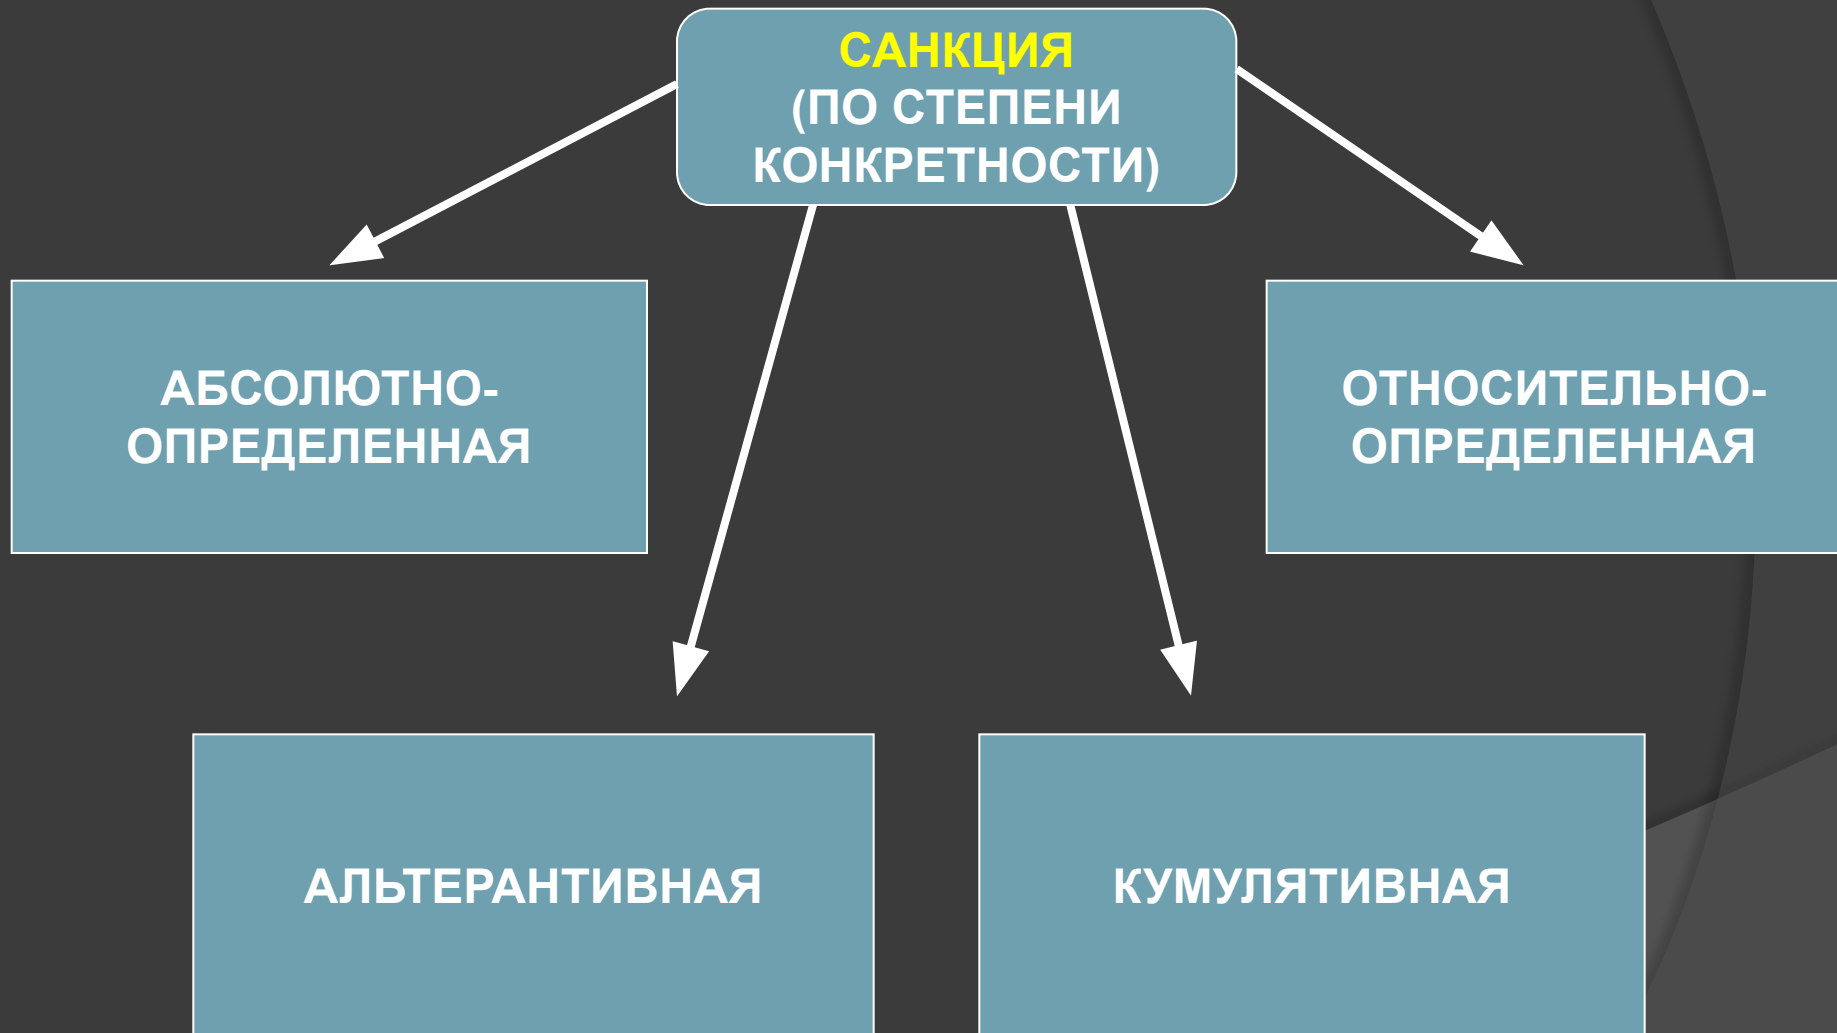 САНКЦИЯ
(ПО СТЕПЕНИ
КОНКРЕТНОСТИ)
АБСОЛЮТНО-
ОПРЕДЕЛЕННАЯ
ОТНОСИТЕЛЬНО-
ОПРЕДЕЛЕННАЯ
АЛЬТЕРАНТИВНАЯ
КУМУЛЯТИВНАЯ